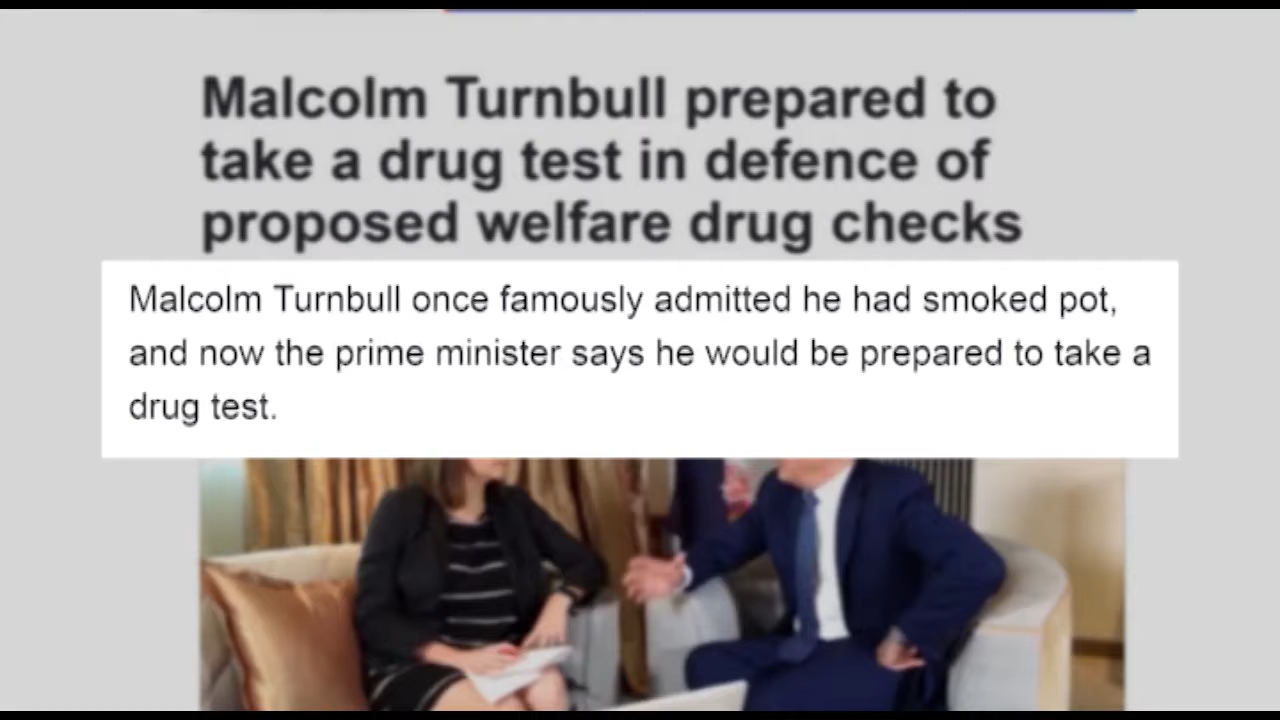 Malcolm Turnbull prepared to
take a drug test in defence of
proposed welfare drug checks
Malcolm Turnbull once famously admitted he had smoked pot,
and now the prime minister says he would be prepared to take a
drug test.